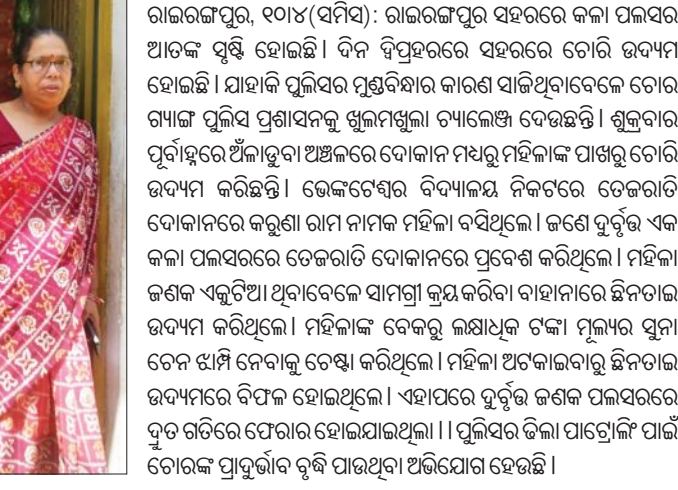 ରାଇରଙ୍ଗପୁର, ୧୦ା୪(ସମିସ): ରାଇରଙ୍ଗପୁର ସହରରେ କଳା ପଲସର
ଆତଙ୍କ ସୃଷ୍ଟି ହୋଇଛି। ଦିନ ଦ୍ୱିପ୍ରହରରେ ସହରରେ ଚୋରି ଉଦ୍ୟମ
ହୋଇଛି। ଯାହାକି ପୁଲିସର ମୁଣ୍ଡବିନ୍ଧାର କାରଣ ସାଜିଥିବାବେଳେ ଚୋର
ଗ୍ୟାଙ୍ଗ ପୁଲିସ ପ୍ରଶାସନକୁ ଖୁଲମଖୁଲା ଚ୍ୟାଲେଞ୍ଜ ଦେଉଛନ୍ତି। ଶୁକ୍ରବାର
ପୂର୍ବାହ୍ନରେ ଅଁଳାଡୁବା ଅଞ୍ଚଳରେ ଦୋକାନ ମଧ୍ୟରୁ ମହିଳାଙ୍କ ପାଖରୁ ଚୋରି
ଉଦ୍ୟମ କରିଛନ୍ତି। ଭେଙ୍କଟେଶ୍ୱର ବିଦ୍ୟାଳୟ ନିକଟରେ ତେଜରାତି
ଦୋକାନରେ କରୁଣା ରାମ ନାମକ ମହିଳା ବସିଥିଲେ। ଜଣେ ଦୁର୍ବୃତ୍ତ ଏକ
କଳା ପଲସରରେ ତେଜରାତି ଦୋକାନରେ ପ୍ରବେଶ କରିଥିଲେ। ମହିଳା
ଜଣକ ଏକୁଟିଆ ଥିବାବେଳେ ସାମଗ୍ରୀ କ୍ରୟକରିବା ବାହାନାରେ ଛିନତାଇ
ଉଦ୍ୟମ କରିଥିଲେ। ମହିଳାଙ୍କ ବେକରୁ ଲକ୍ଷାଧିକ ଟଙ୍କା ମୂଲ୍ୟର ସୁନା
ଚେନ ଝାମ୍ପି ନେବାକୁ ଚେଷ୍ଟା କରିଥିଲେ। ମହିଳା ଅଟକାଇବାରୁ ଛିନତାଇ
ଉଦ୍ୟମରେ ବିଫଳ ହୋଇଥିଲେ। ଏହାପରେ ଦୁର୍ବୃତ୍ତ ଜଣକ ପଲସରରେ
ଦ୍ରୁତ ଗତିରେ ଫେରାର ହୋଇଯାଇଥିଲା।। ପୁଲିସର ଢିଲା ପାଟ୍ରୋଲିଂ ପାଇଁ
ଚୋରଙ୍କ ପ୍ରାଦୁର୍ଭାବ ବୃଦ୍ଧି ପାଉଥିବା ଅଭିଯୋଗ ହେଉଛି।